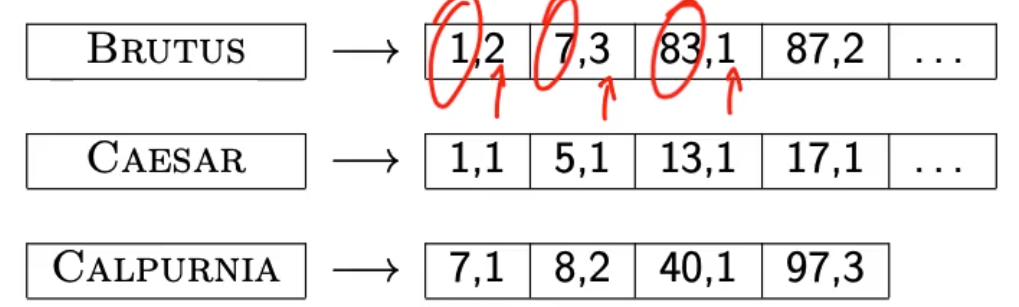 BRUTUS → 1,2 7,3 83,1 87,2 ...
CAESAR → 1,1 5,1 13,1 17,1 ...
CALPURNIA → 7,1 8,2 40,1 97,3